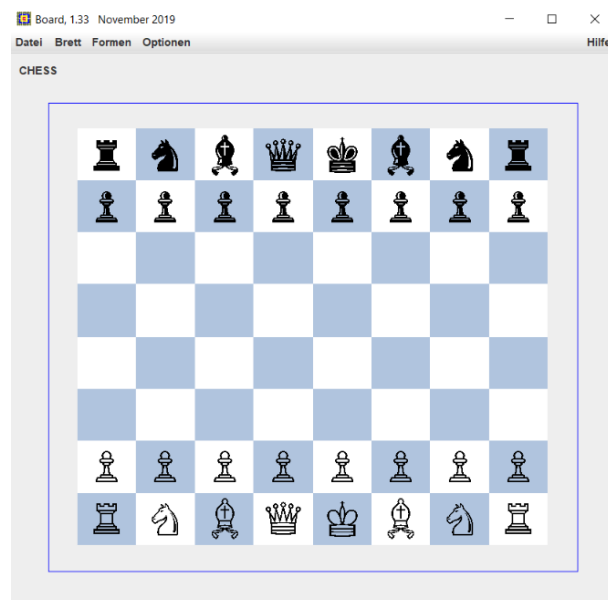 Board, 1.33 November 2019
Datei Brett Formen Optionen Hilfe
CHESS